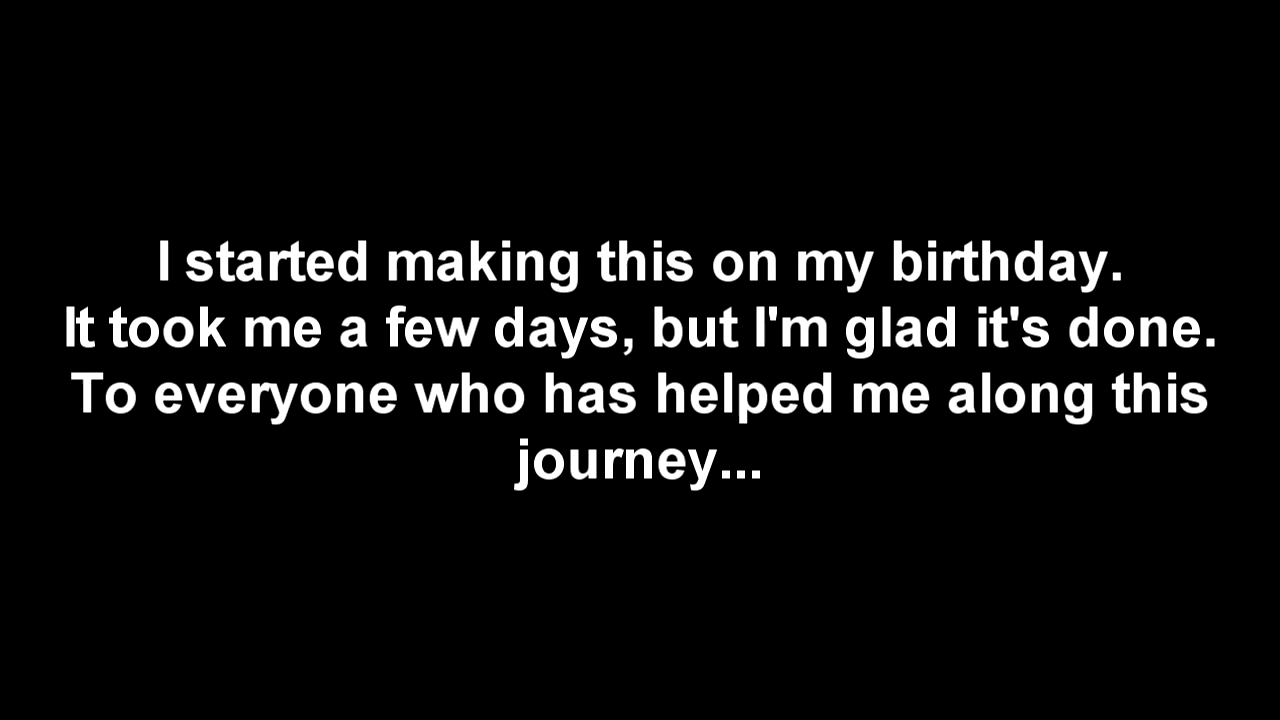 I started making this on my birthday.
It took me a few days, but I'm glad it's done.
To everyone who has helped me along this
journey...